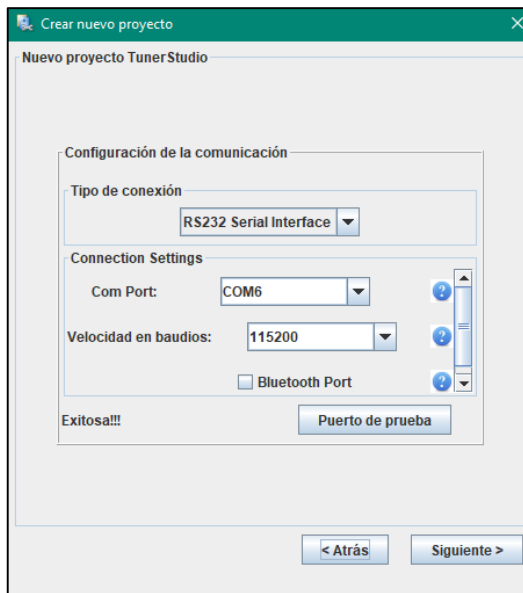 Crear nuevo proyecto
Nuevo proyecto TunerStudio
Configuración de la comunicación
Tipo de conexión
RS232 Serial Interface
Connection Settings
Com Port: COM6 ?
Velocidad en baudios: 115200 ?
Bluetooth Port ?
Exitosa!!! Puerto de prueba
< Atrás Siguiente >